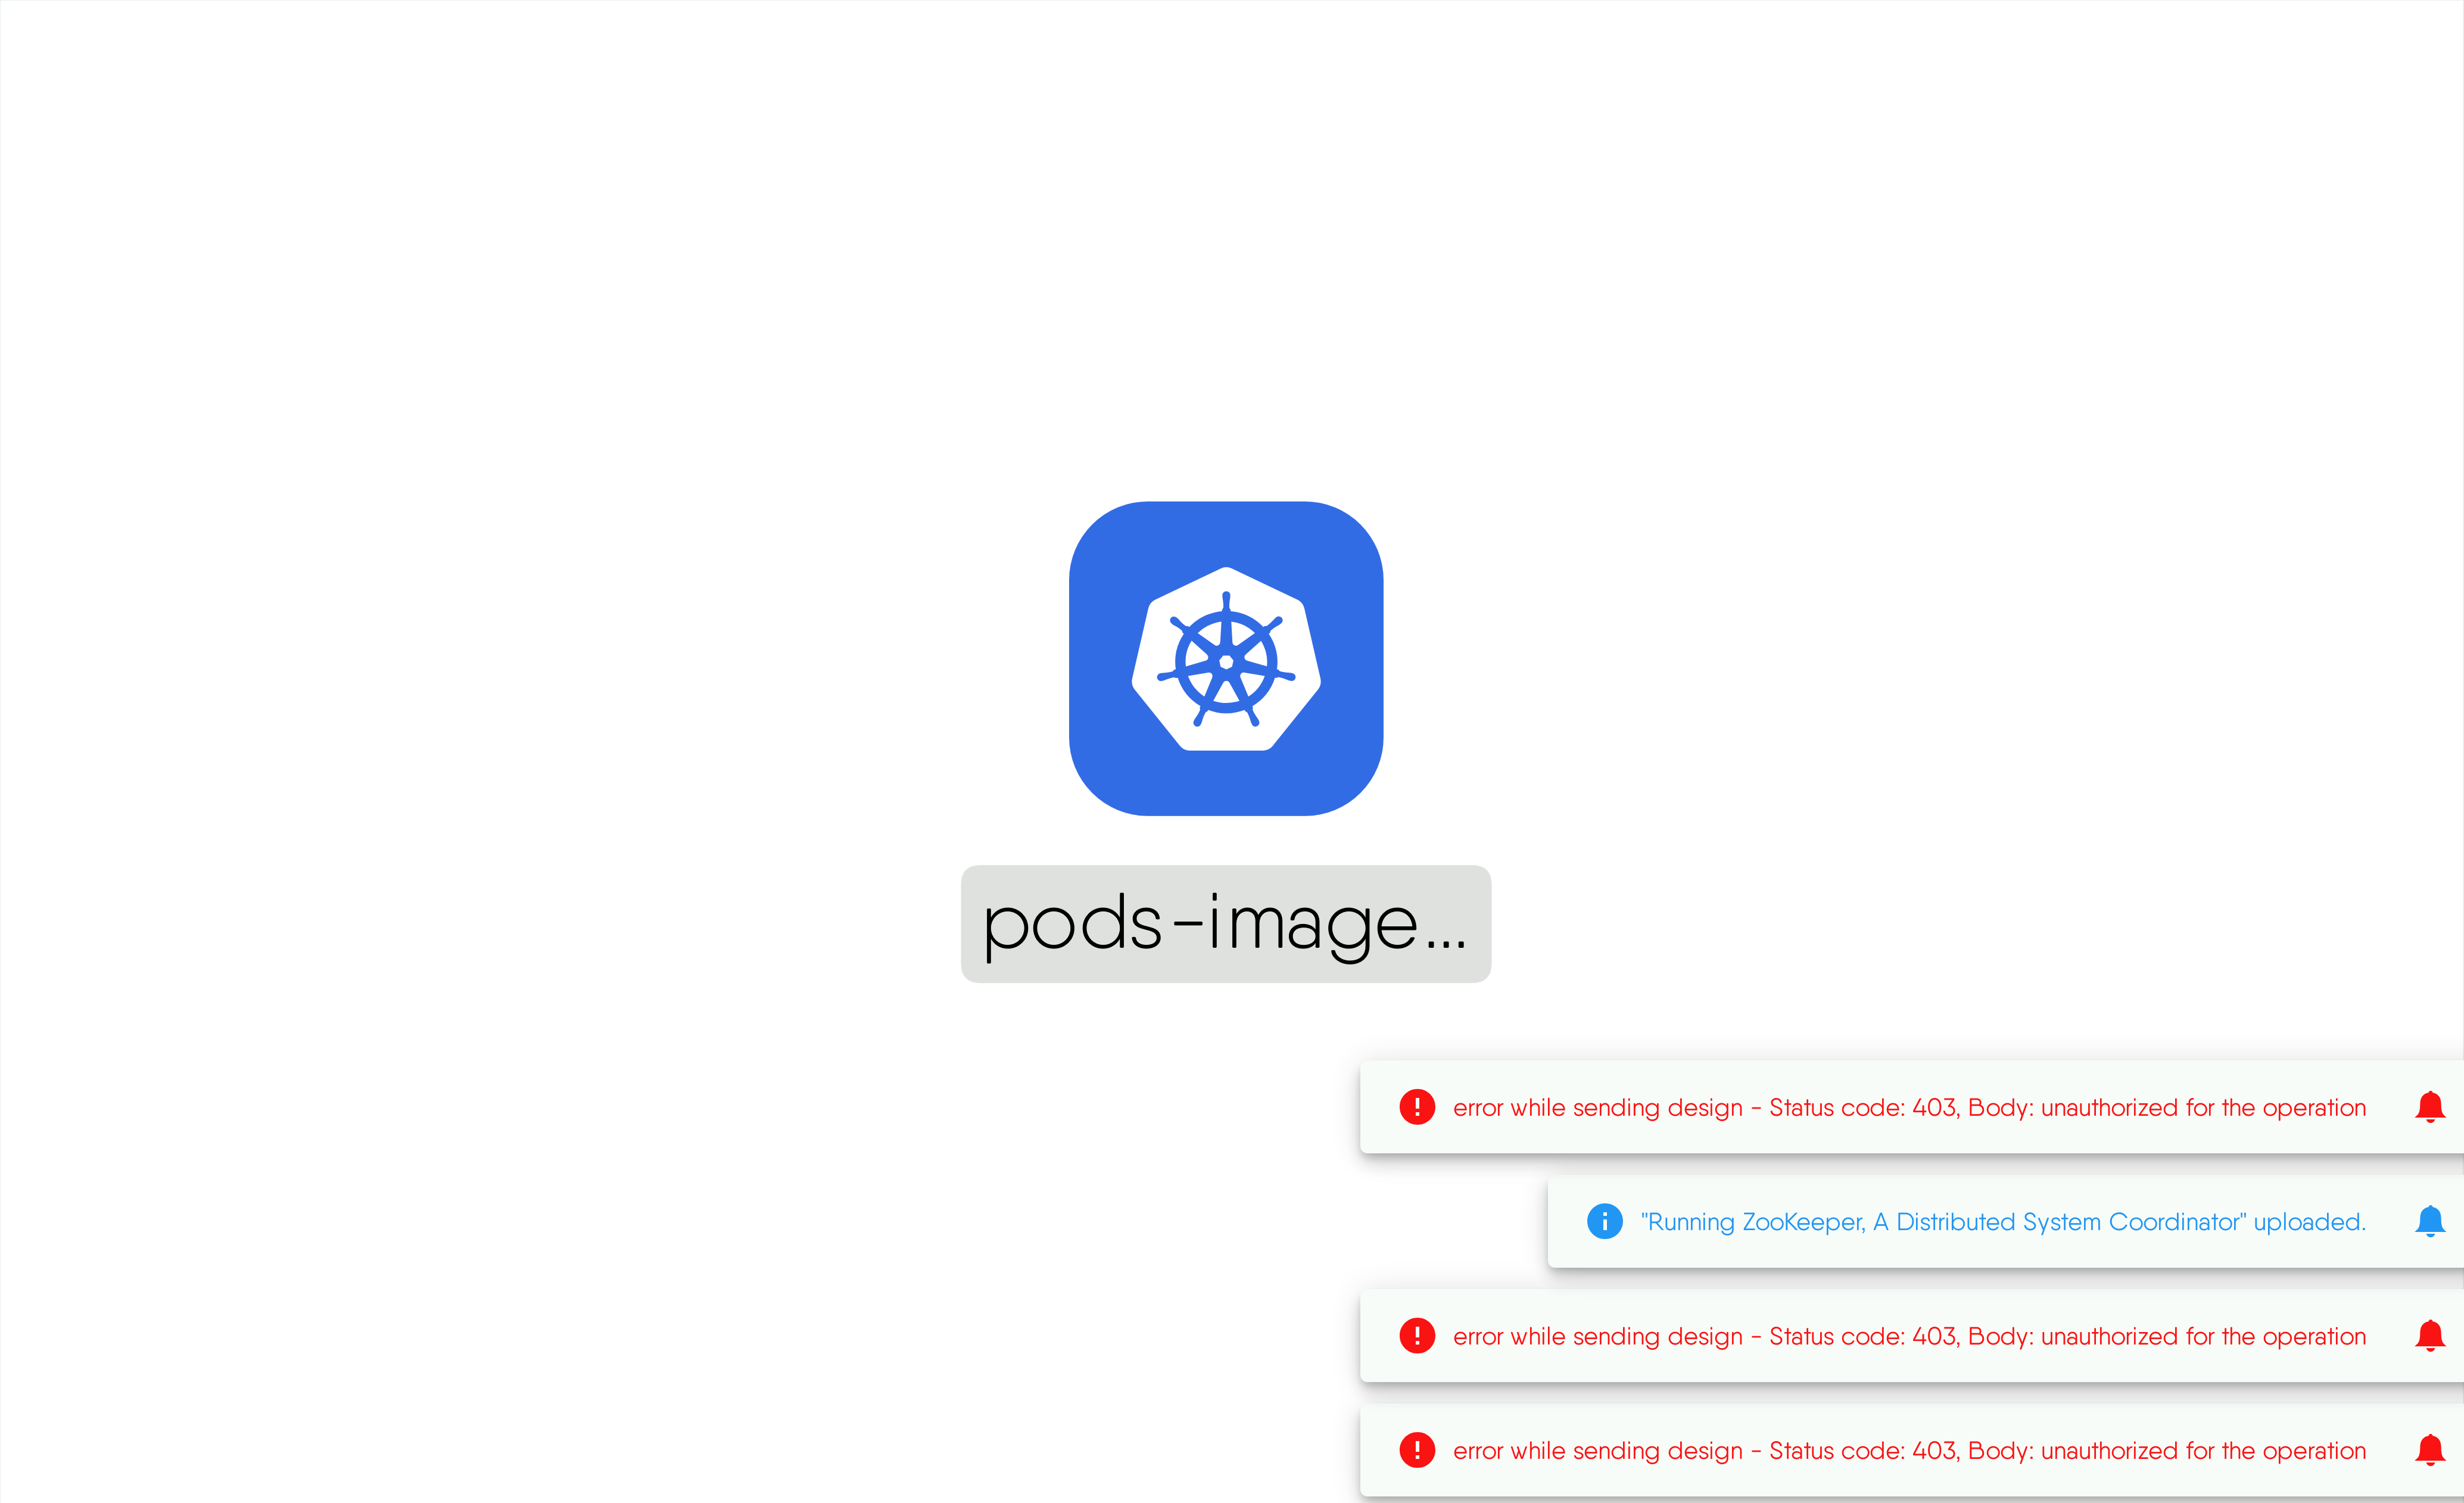 pods-image...
error while sending design - Status code: 403, Body: unauthorized for the operation
"Running ZooKeeper, A Distributed System Coordinator" uploaded.
error while sending design - Status code: 403, Body: unauthorized for the operation
error while sending design - Status code: 403, Body: unauthorized for the operation